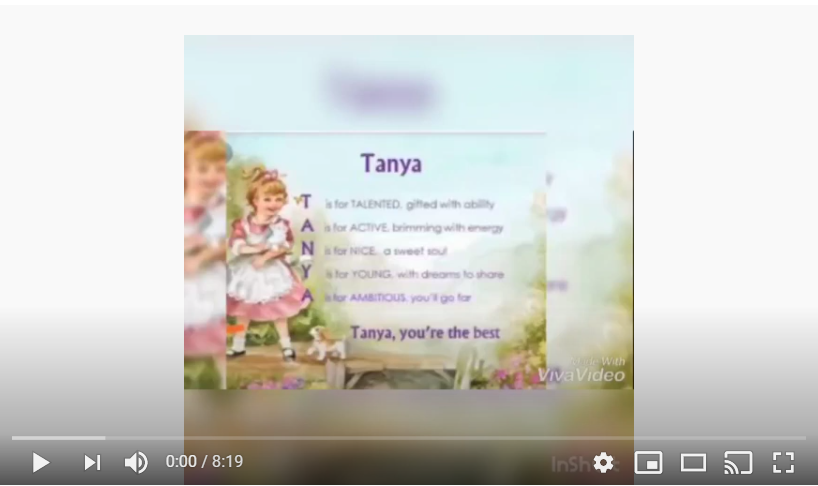 Tanya
T is for TALENTED, gifted with ability
A is for ACTIVE, brimming with energy
N is for NICE, a sweet soul
Y is for YOUNG, with dreams to share
A is for AMBITIOUS, you'll go far
Tanya, you're the best
Made With
VivaVideo
InSh
0:00 / 8:19